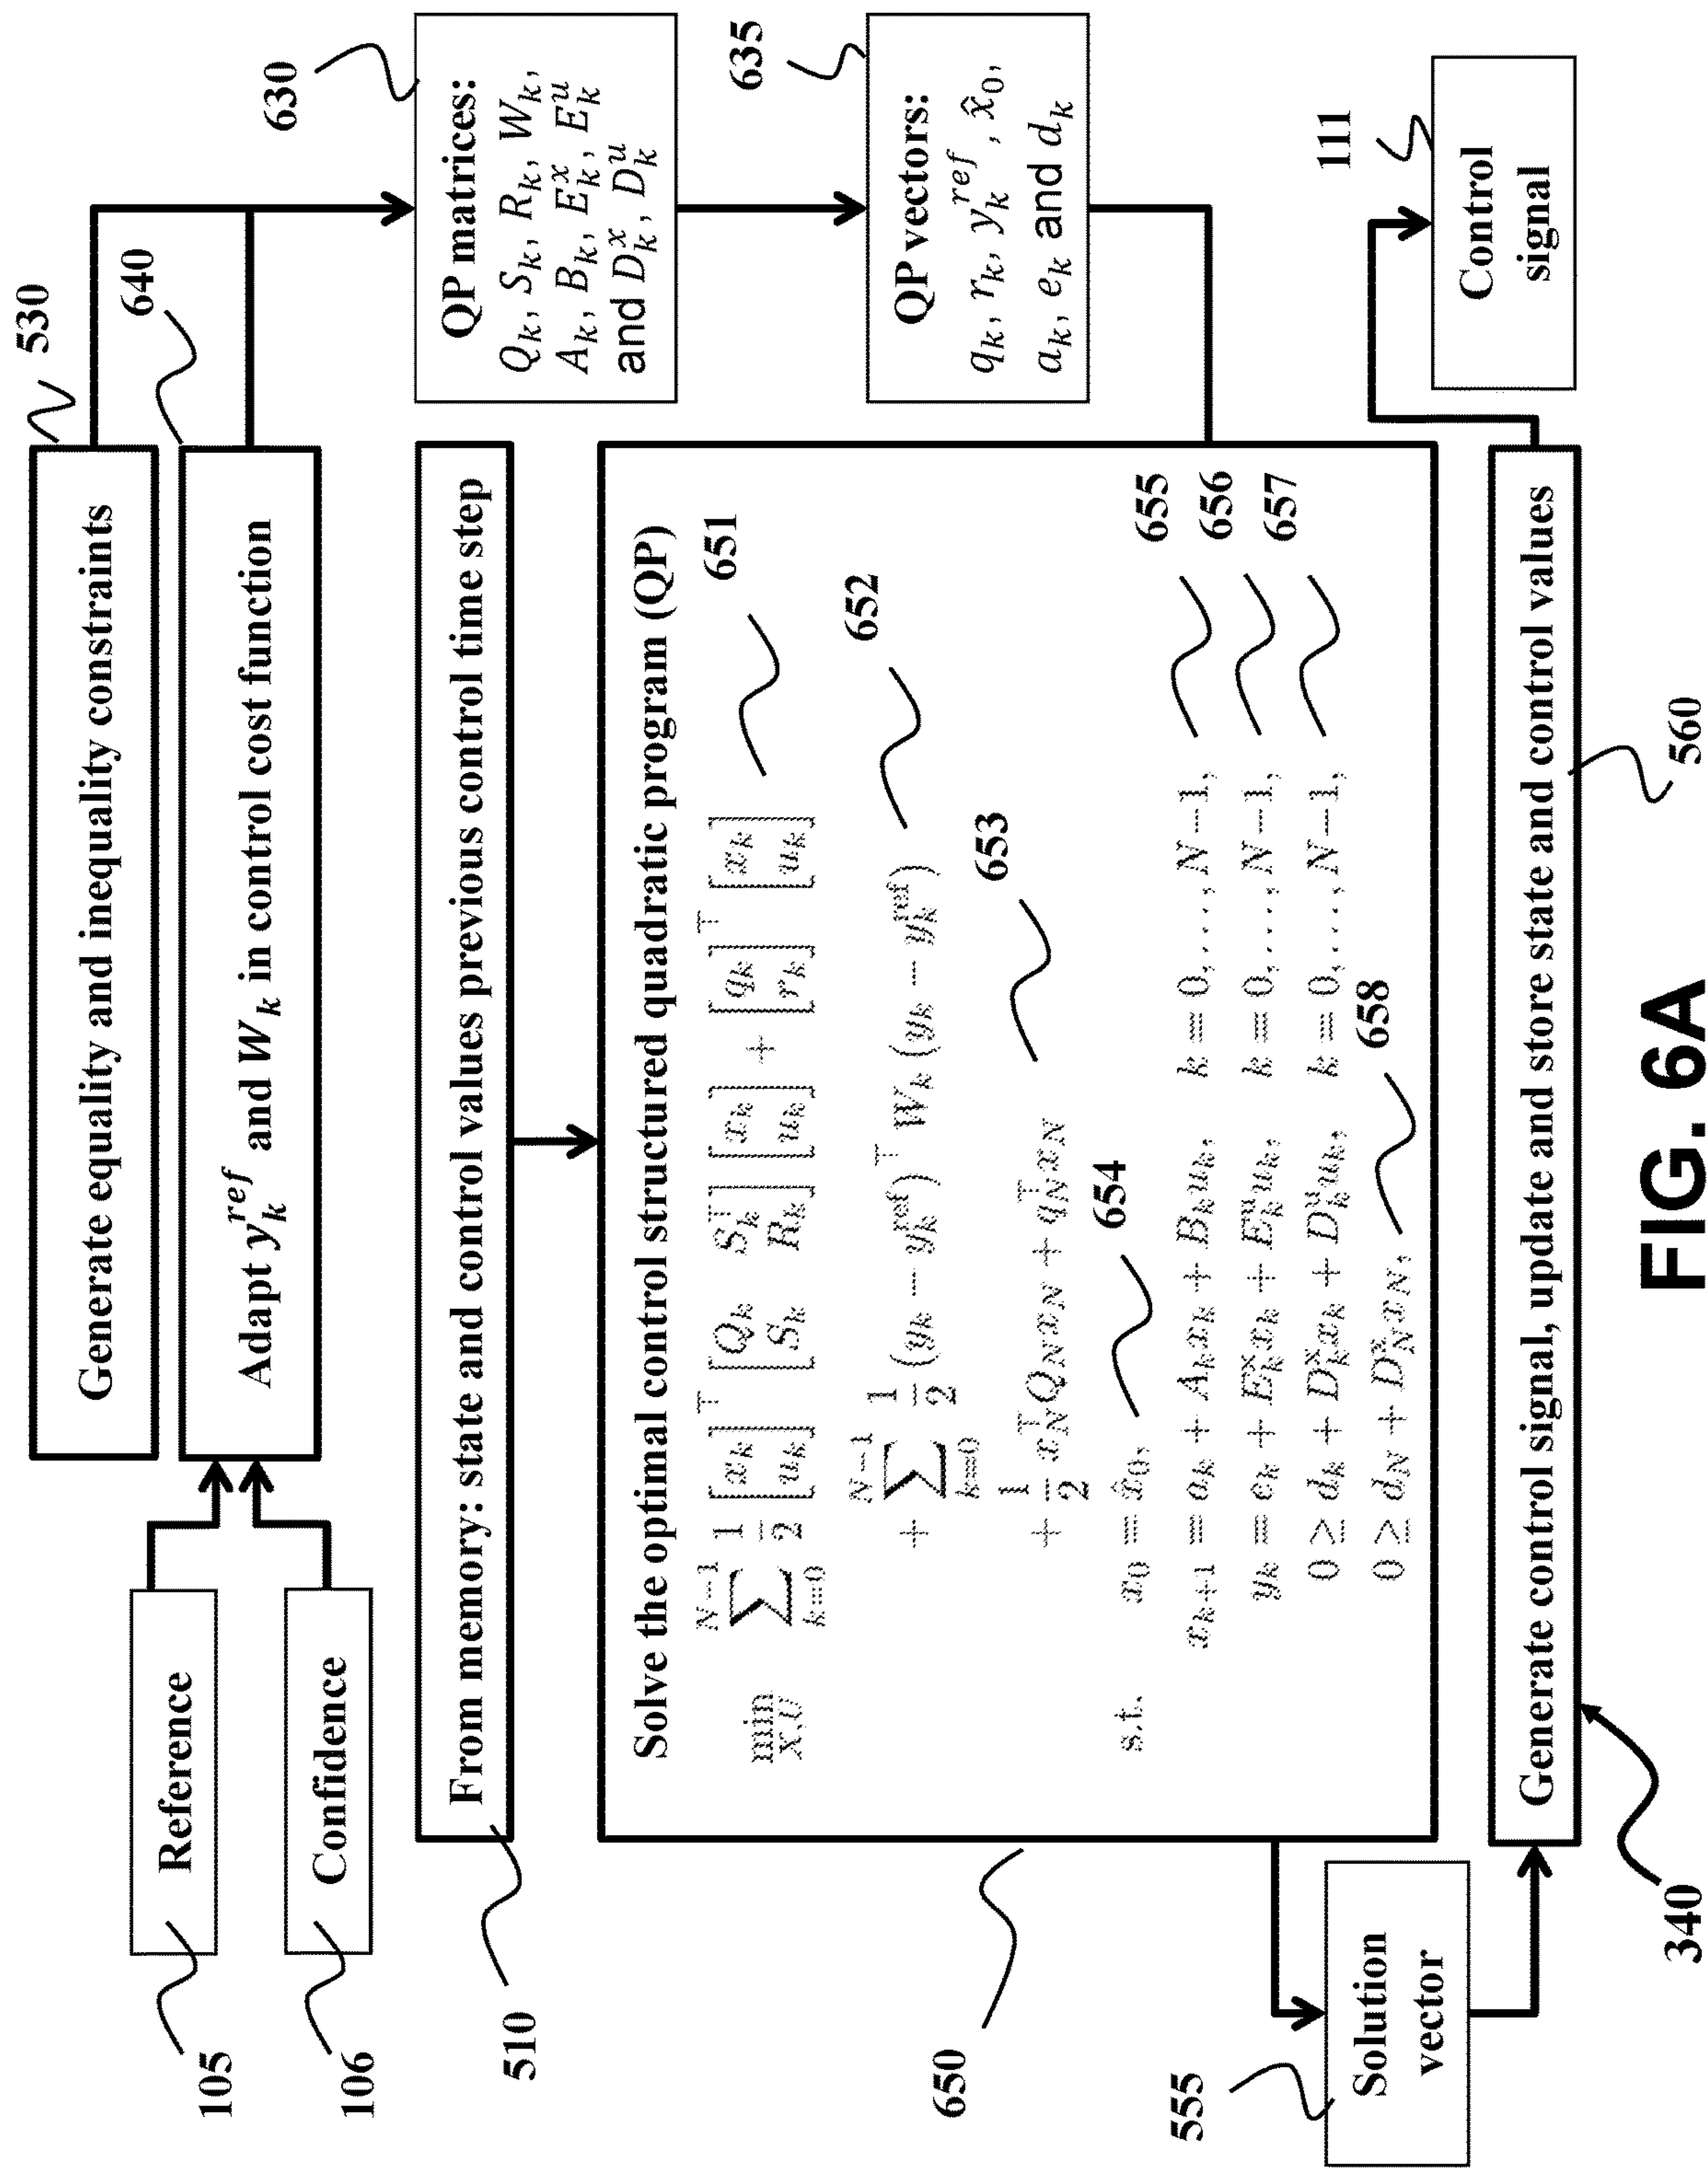 530
Generate equality and inequality constraints
640
Adapt y_k^{ref} and W_k in control cost function
105
Reference
106
Confidence
630
QP matrices:
Q_k, S_k, R_k, W_k,
A_k, B_k, E_k^x, E_k^u
and D_k^x, D_k^u
635
QP vectors:
q_k, r_k, y_k^{ref}, x̂_0,
a_k, e_k and d_k
510
From memory: state and control values previous control time step
650
Solve the optimal control structured quadratic program (QP)
min_{X,U} \sum_{k=0}^{N-1} \frac{1}{2} [x_k u_k]^⊤ [Q_k S_k^⊤ S_k R_k] [x_k u_k] + [q_k r_k]^⊤ [x_k u_k] 651
+ \sum_{k=0}^{N-1} \frac{1}{2} (y_k − y_k^{ref})^⊤ W_k (y_k − y_k^{ref}) 652
+ \frac{1}{2} x_N^⊤ Q_N x_N + q_N^⊤ x_N 653
s.t. x_0 = x̂_0, 654
x_{k+1} = a_k + A_k x_k + B_k u_k, k = 0,...,N−1, 655
y_k = e_k + E_k^x x_k + E_k^u u_k, k = 0,...,N−1, 656
0 ≥ d_k + D_k^x x_k + D_k^u u_k, k = 0,...,N−1, 657
0 ≥ d_N + D_N^x x_N, 658
555
Solution
vector
Generate control signal, update and store state and control values
560
340
111
Control
signal
FIG. 6A